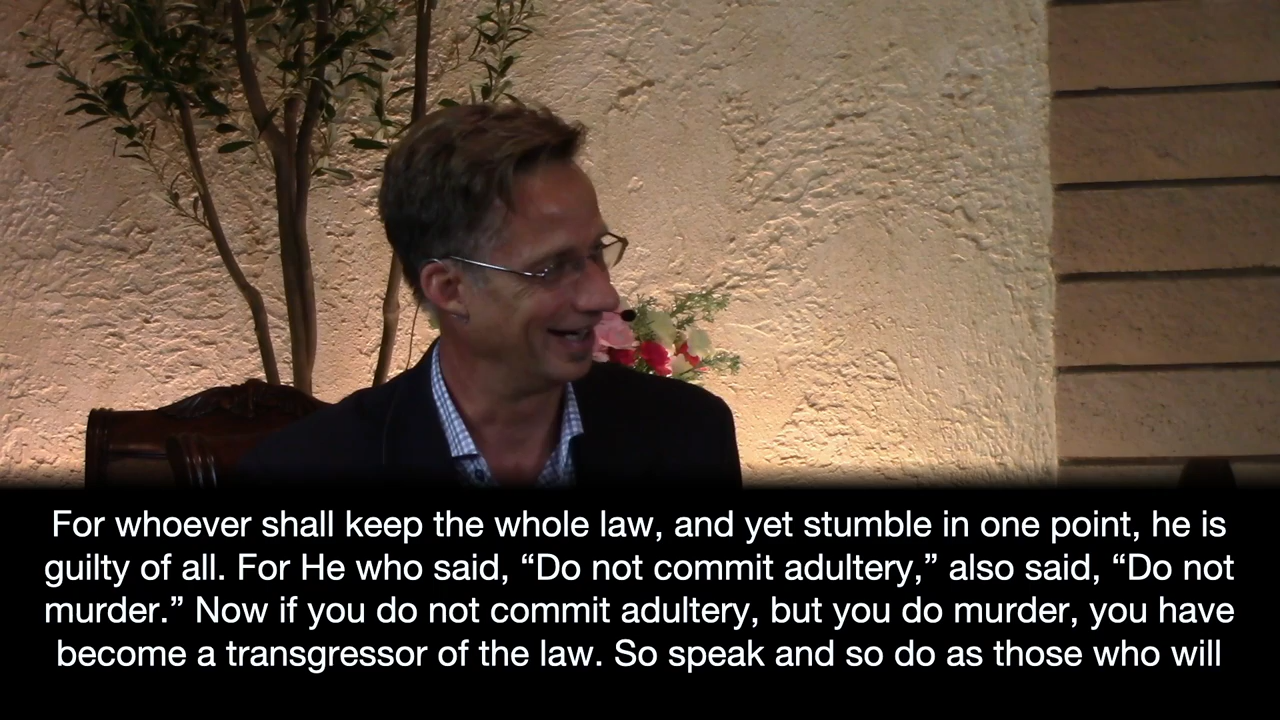 For whoever shall keep the whole law, and yet stumble in one point, he is
guilty of all. For He who said, “Do not commit adultery,” also said, “Do not
murder.” Now if you do not commit adultery, but you do murder, you have
become a transgressor of the law. So speak and so do as those who will